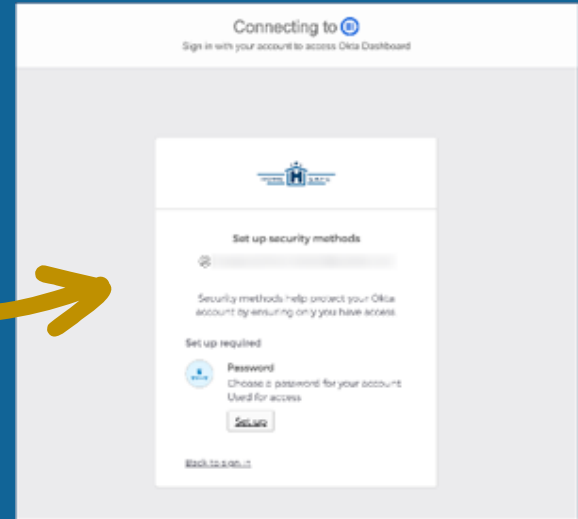 Connecting to
Sign in with your account to access Okta Dashboard
H
Set up security methods
Security methods help protect your Okta
account by ensuring only you have access
Set up required
Password
Choose a password for your account
Used for access
Set up
Back to sign in